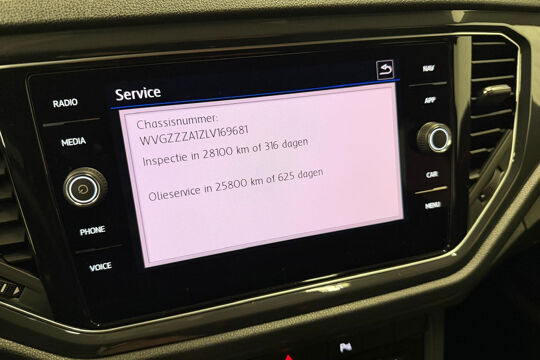 RADIO
MEDIA
PHONE
VOICE
Service
Chassisnummer:
WVGZZZA1ZLV169681
Inspectie in 28100 km of 316 dagen
Olieservice in 25800 km of 625 dagen
NAV
APP
CAR
MENU